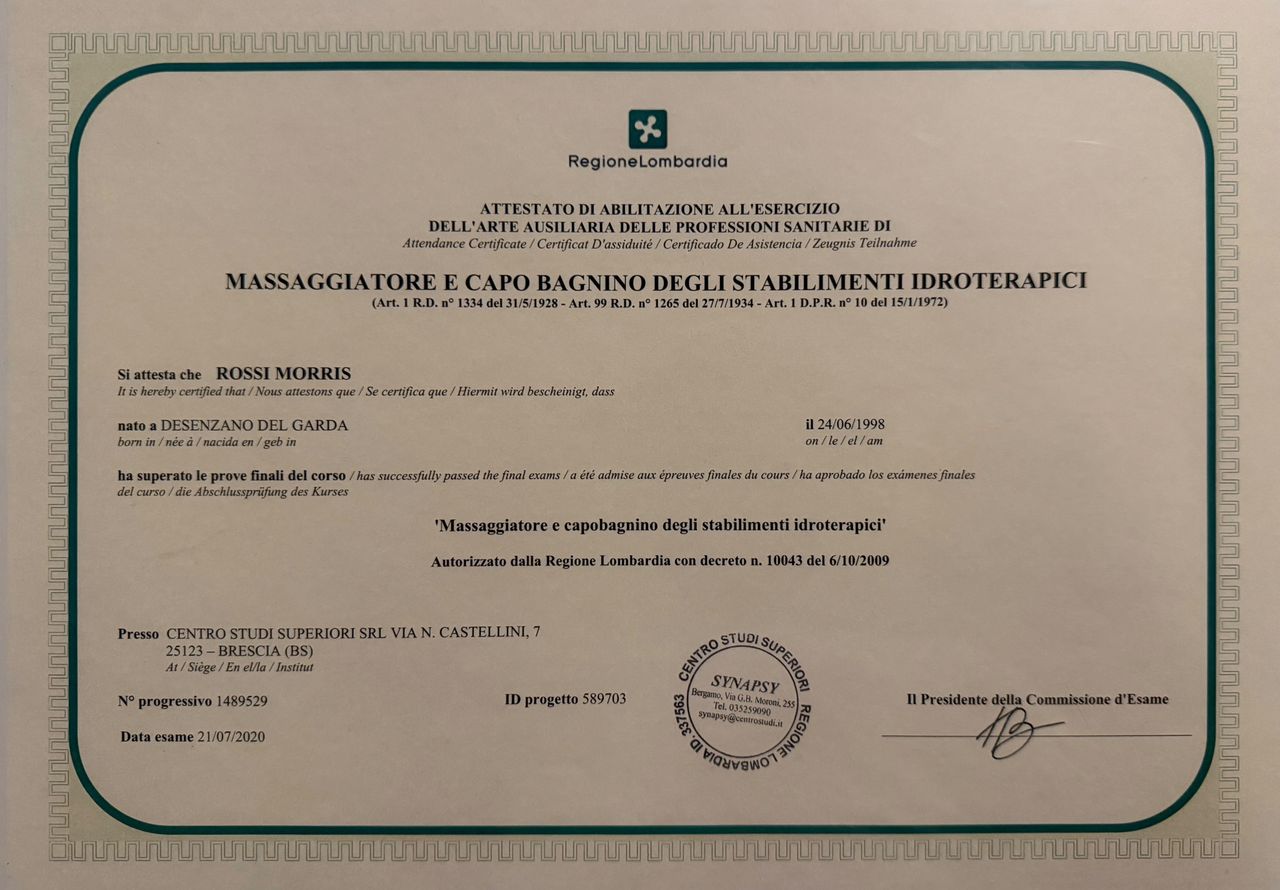 RegioneLombardia
ATTESTATO DI ABILITAZIONE ALL'ESERCIZIO
DELL'ARTE AUSILIARIA DELLE PROFESSIONI SANITARIE DI
Attendance Certificate / Certificat D'assiduité / Certificado De Asistencia / Zeugnis Teilnahme
MASSAGGIATORE E CAPO BAGNINO DEGLI STABILIMENTI IDROTERAPICI
(Art. 1 R.D. n° 1334 del 31/5/1928 - Art. 99 R.D. n° 1265 del 27/7/1934 - Art. 1 D.P.R. n° 10 del 15/1/1972)
Si attesta che ROSSI MORRIS
It is hereby certified that / Nous attestons que / Se certifica que / Hiermit wird bescheinigt, dass
nato a DESENZANO DEL GARDA il 24/06/1998
born in / née à / nacida en / geb in on / le / el / am
ha superato le prove finali del corso / has successfully passed the final exams / a été admise aux épreuves finales du cours / ha aprobado los exámenes finales
del curso / die Abschlussprüfung des Kurses
'Massaggiatore e capobagnino degli stabilimenti idroterapici'
Autorizzato dalla Regione Lombardia con decreto n. 10043 del 6/10/2009
Presso CENTRO STUDI SUPERIORI SRL VIA N. CASTELLINI, 7
25123 – BRESCIA (BS)
At / Siège / En el/la / Institut
N° progressivo 1489529 ID progetto 589703
Data esame 21/07/2020
CENTRO STUDI SUPERIORI
REGIONE LOMBARDIA ID. 337563
SYNAPSY
Bergamo, Via G.B. Moroni, 255
Tel. 035259090
synapsy@centrostudi.it
Il Presidente della Commissione d'Esame